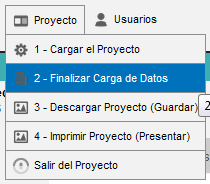 Proyecto Usuarios
1 - Cargar el Proyecto
2 - Finalizar Carga de Datos
3 - Descargar Proyecto (Guardar)
4 - Imprimir Proyecto (Presentar)
Salir del Proyecto